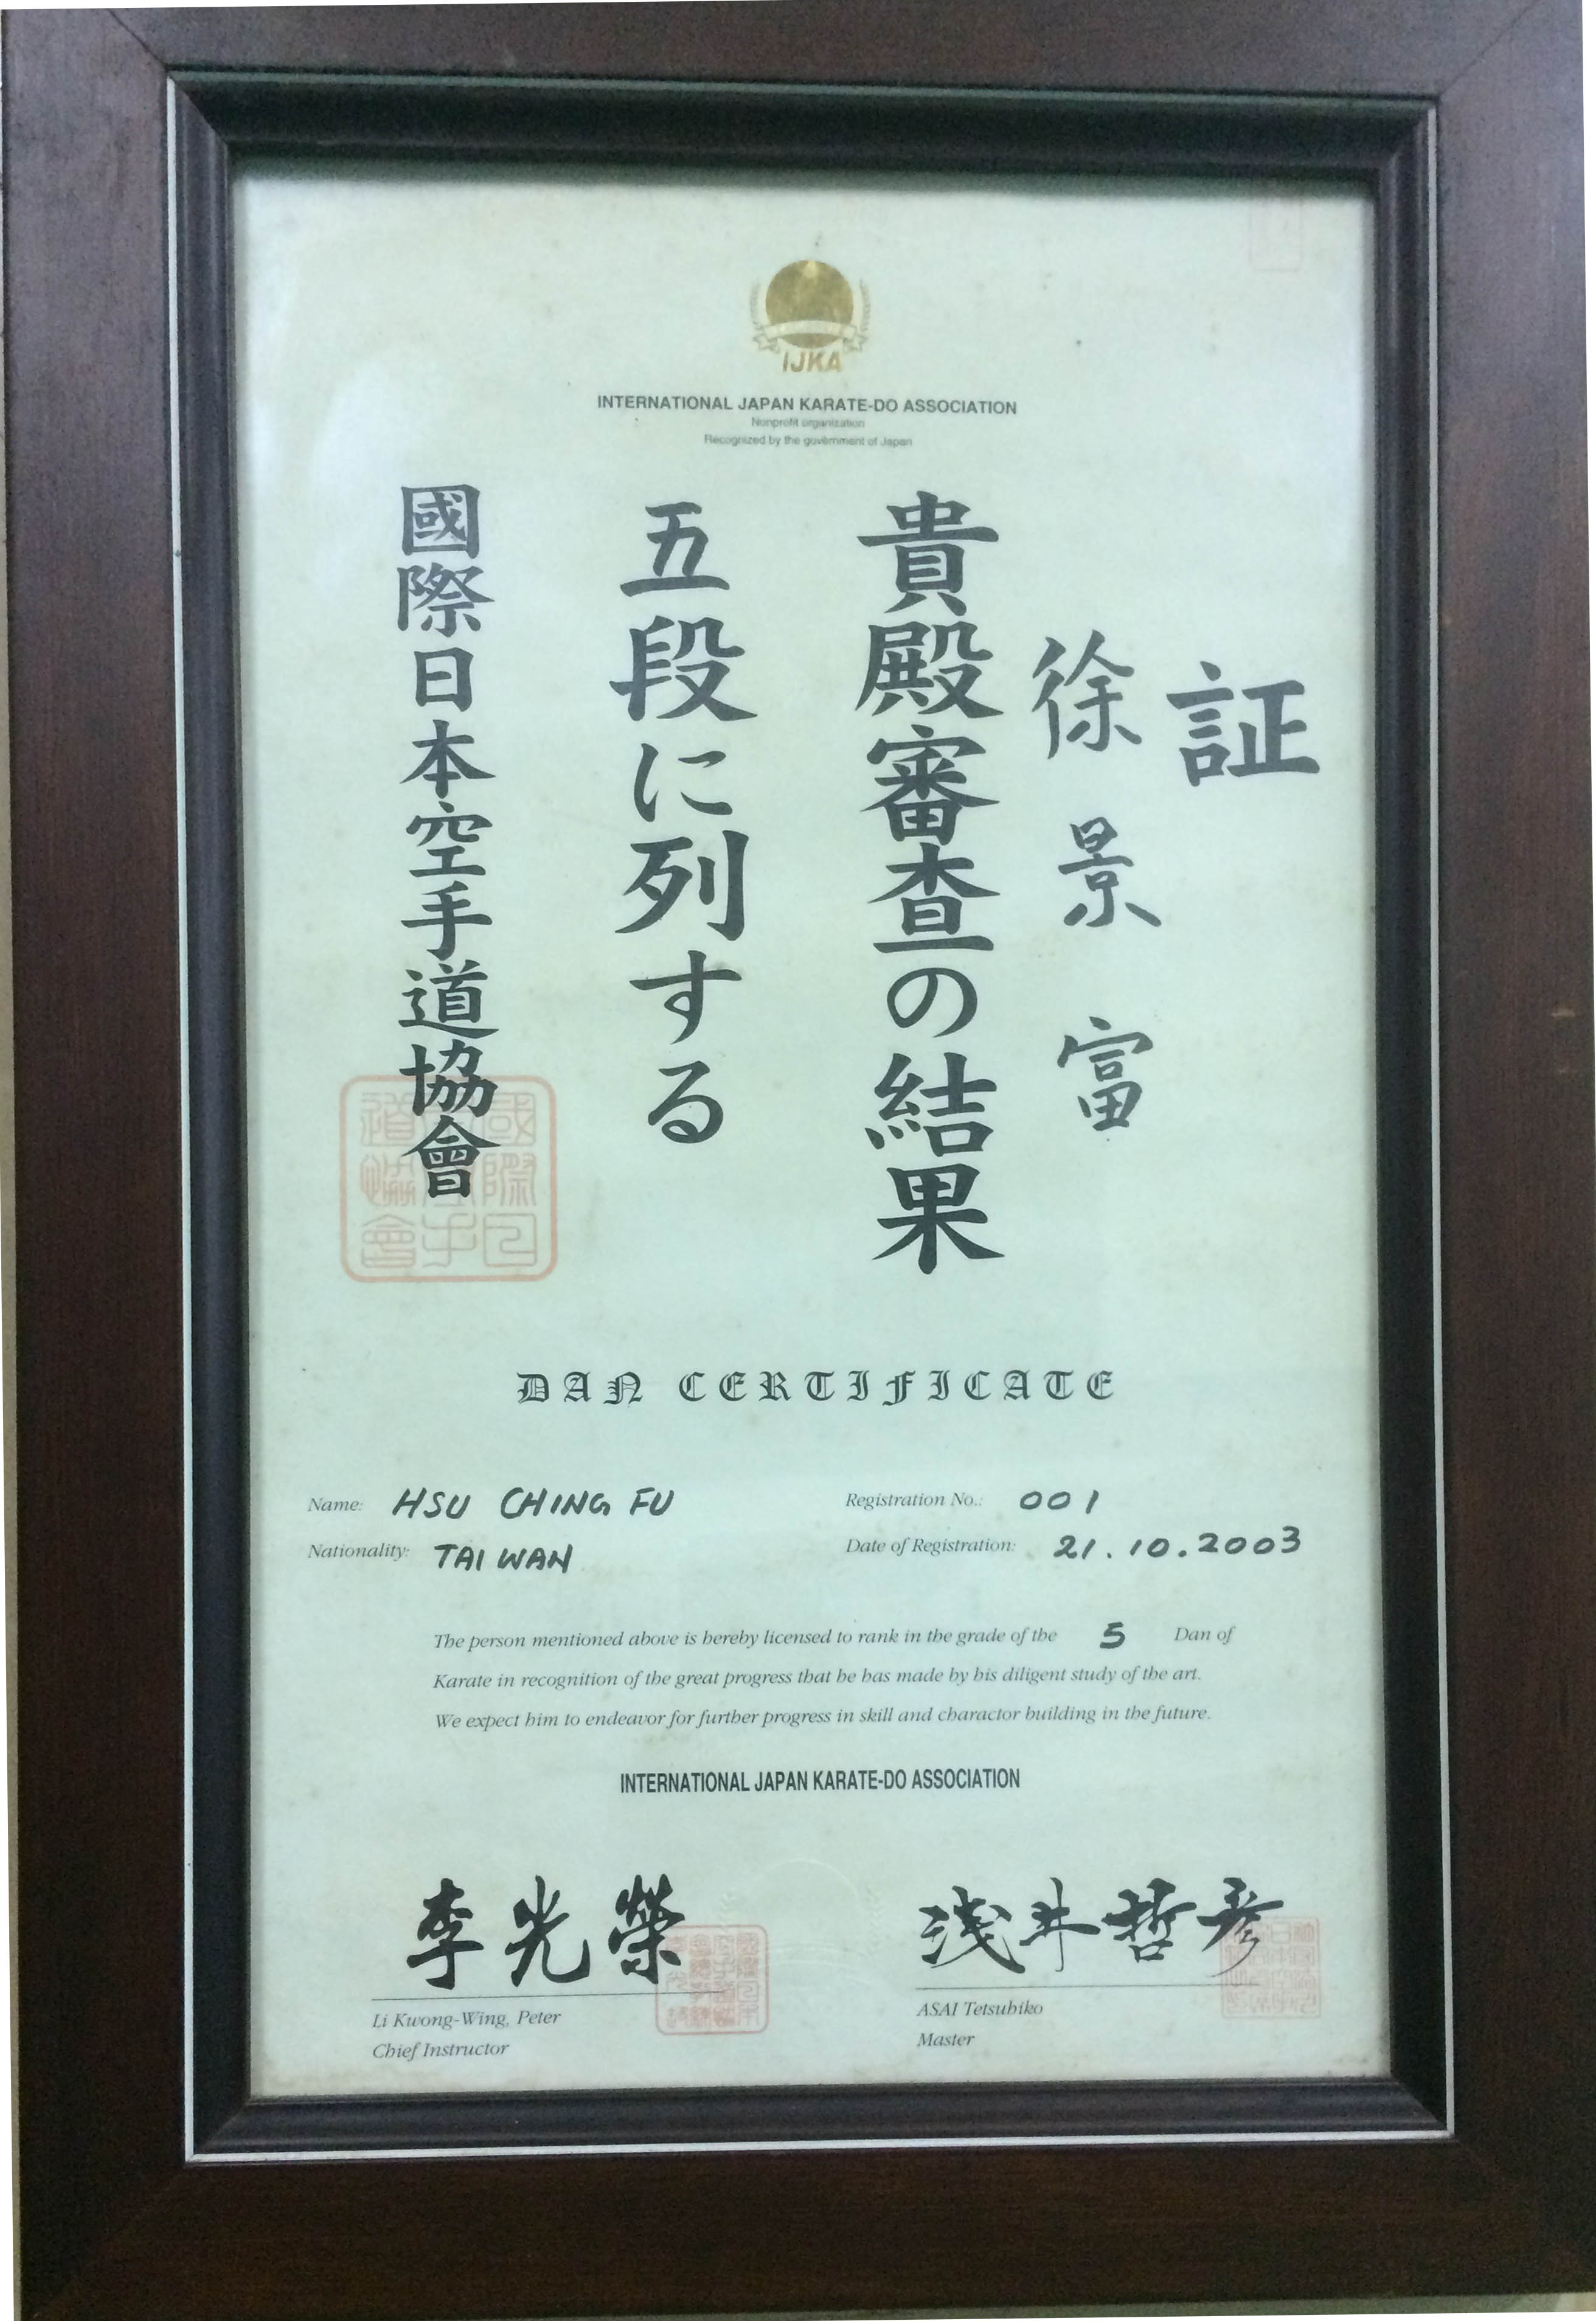 IJKA
INTERNATIONAL JAPAN KARATE-DO ASSOCIATION
Nonprofit organization
Recognized by the government of Japan
証
徐景富
貴殿審査の結果
五段に列する
國際日本空手道協會
DAN CERTIFICATE
Name: HSU CHING FU
Registration No.: 001
Nationality: TAIWAN
Date of Registration: 21.10.2003
The person mentioned above is hereby licensed to rank in the grade of the 5 Dan of
Karate in recognition of the great progress that he has made by his diligent study of the art.
We expect him to endeavor for further progress in skill and charactor building in the future.
INTERNATIONAL JAPAN KARATE-DO ASSOCIATION
李光榮
浅井哲彦
Li Kwong-Wing, Peter
Chief Instructor
ASAI Tetsuhiko
Master